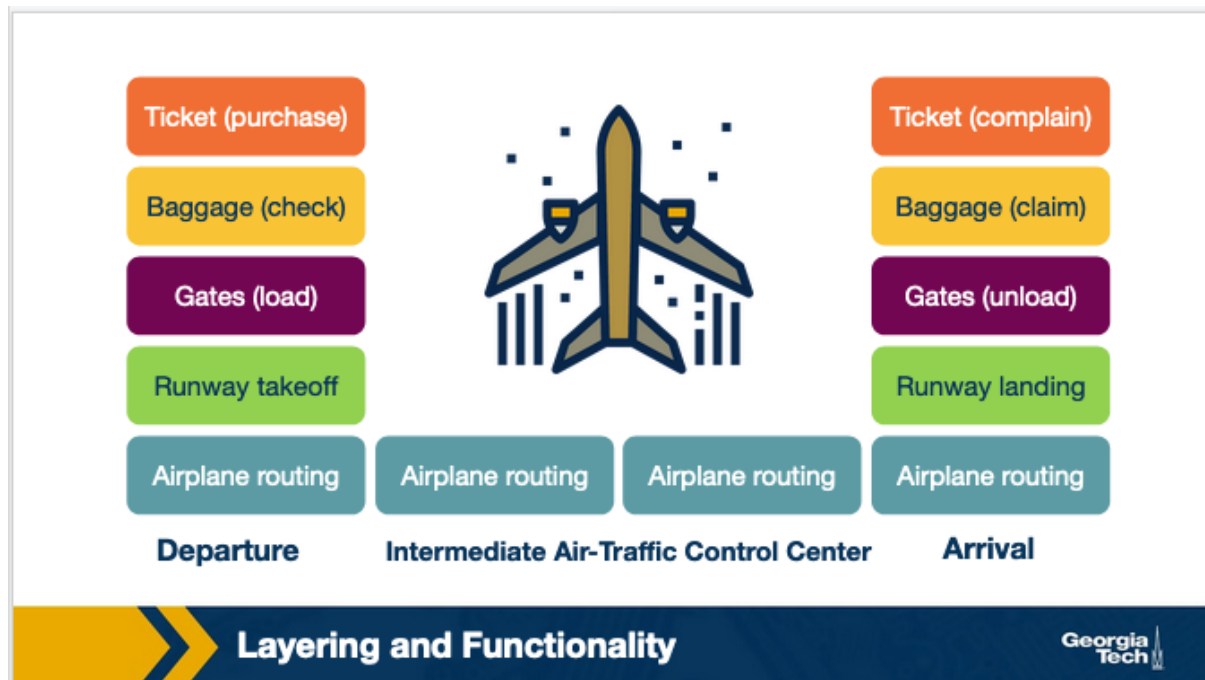 Ticket (purchase)
Ticket (complain)
Baggage (check)
Baggage (claim)
Gates (load)
Gates (unload)
Runway takeoff
Runway landing
Airplane routing
Airplane routing
Airplane routing
Airplane routing
Departure
Intermediate Air-Traffic Control Center
Arrival
Layering and Functionality
Georgia
Tech